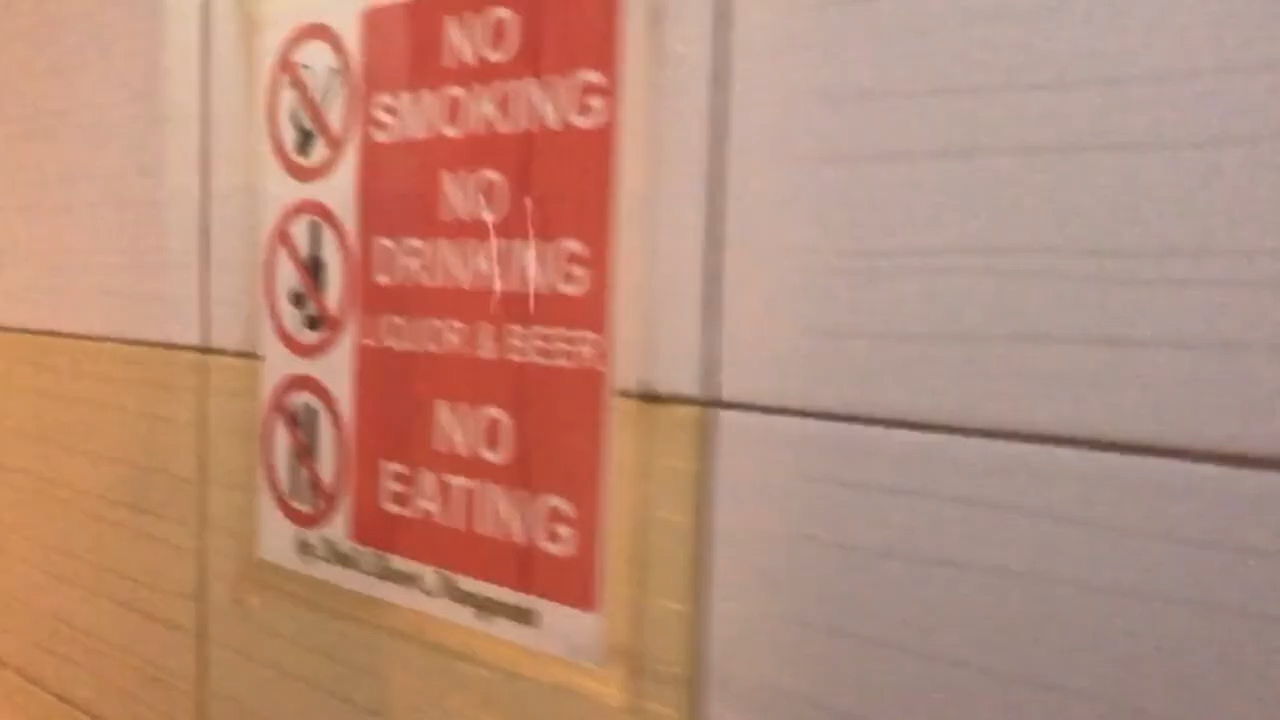 NO
SMOKING
NO
DRINKING
LIQUOR & BEER
NO
EATING